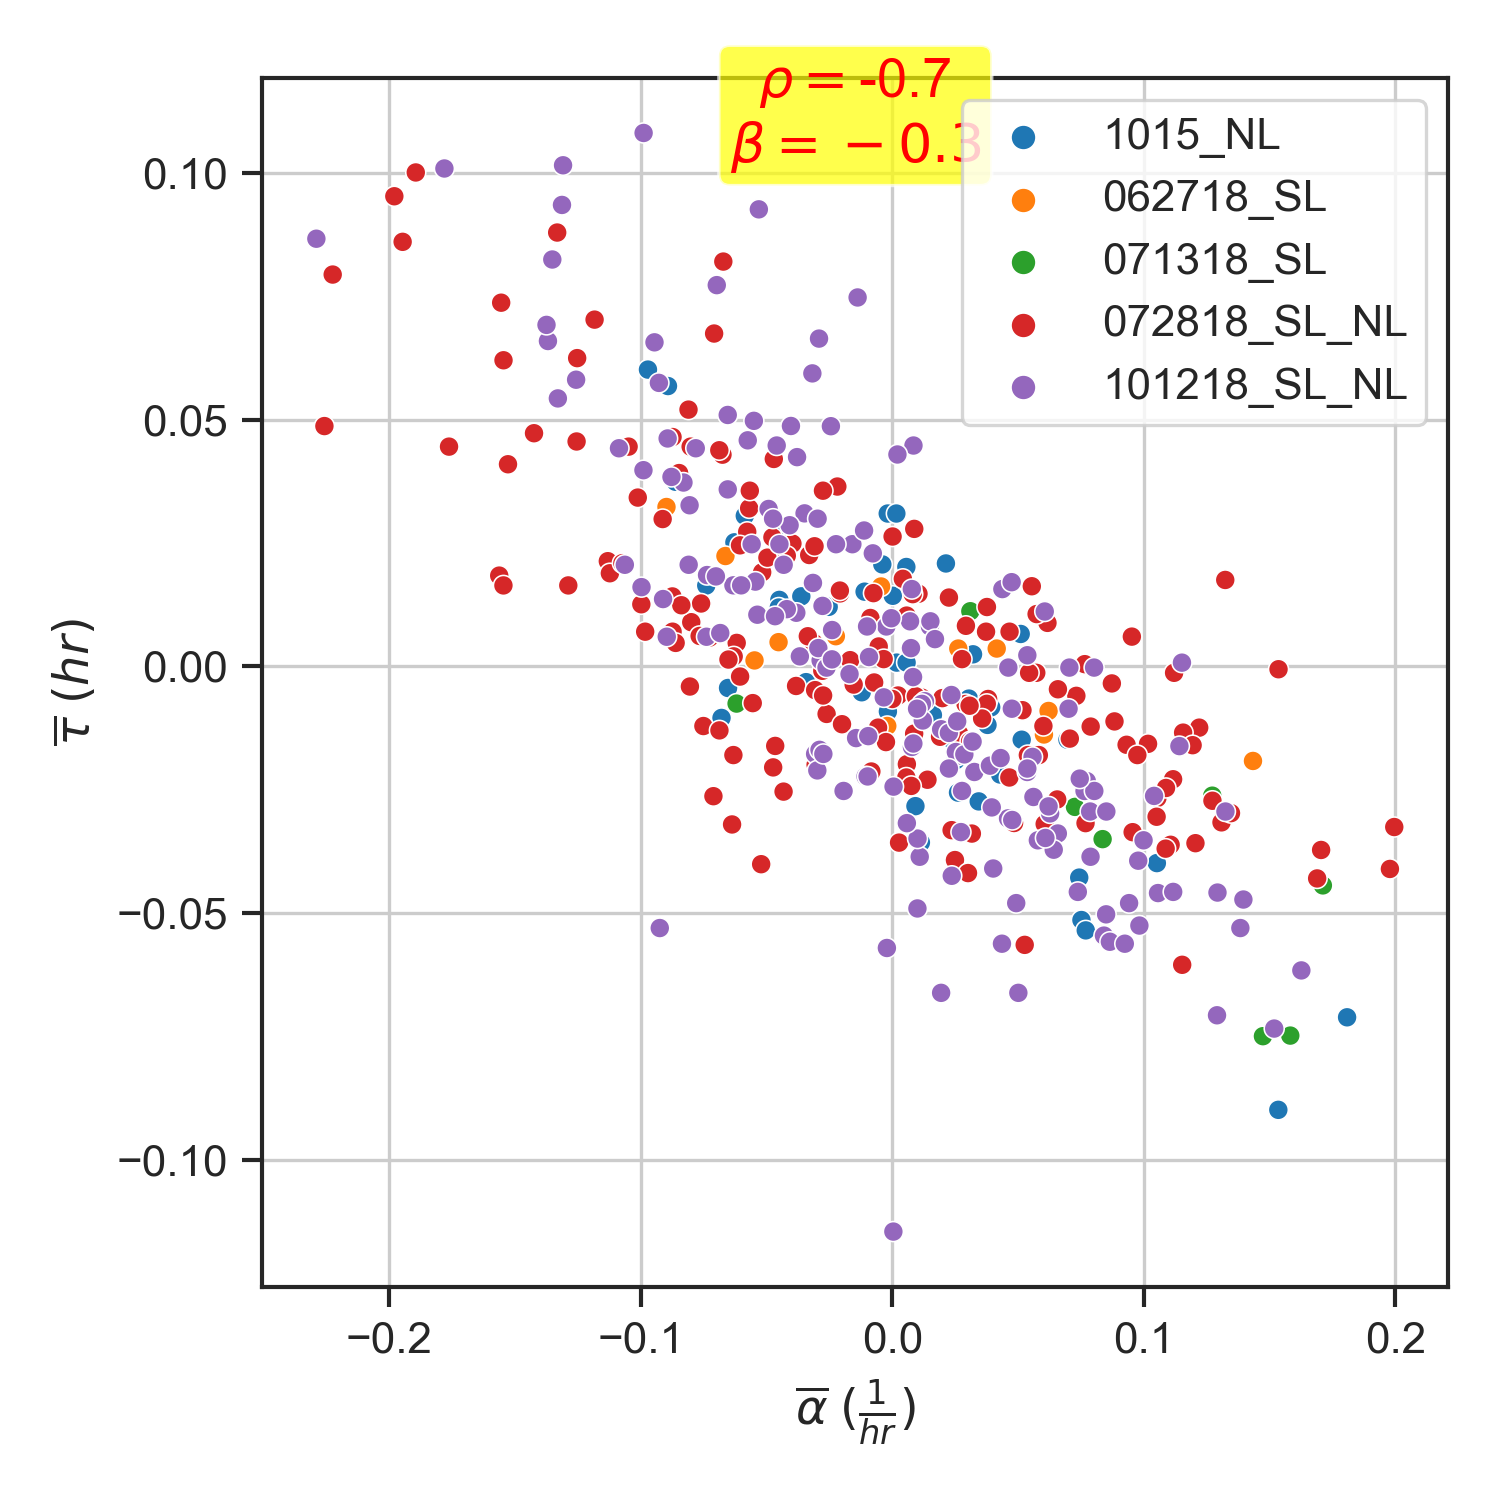 ρ = -0.7
β = − 0.3
1015_NL
062718_SL
071318_SL
072818_SL_NL
101218_SL_NL
0.10
0.05
0.00
−0.05
−0.10
τ̅ (hr)
−0.2
−0.1
0.0
0.1
0.2
α̅ (1/hr)